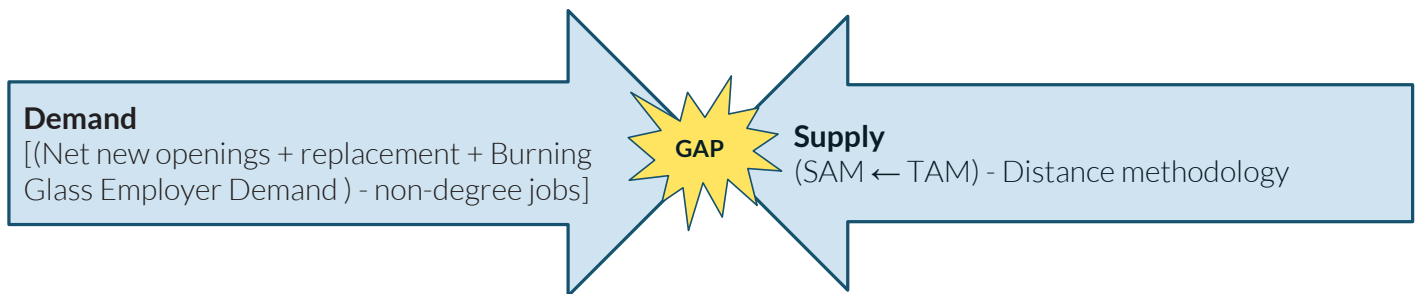 Demand
[(Net new openings + replacement + Burning
Glass Employer Demand ) - non-degree jobs]
GAP
Supply
(SAM ← TAM) - Distance methodology